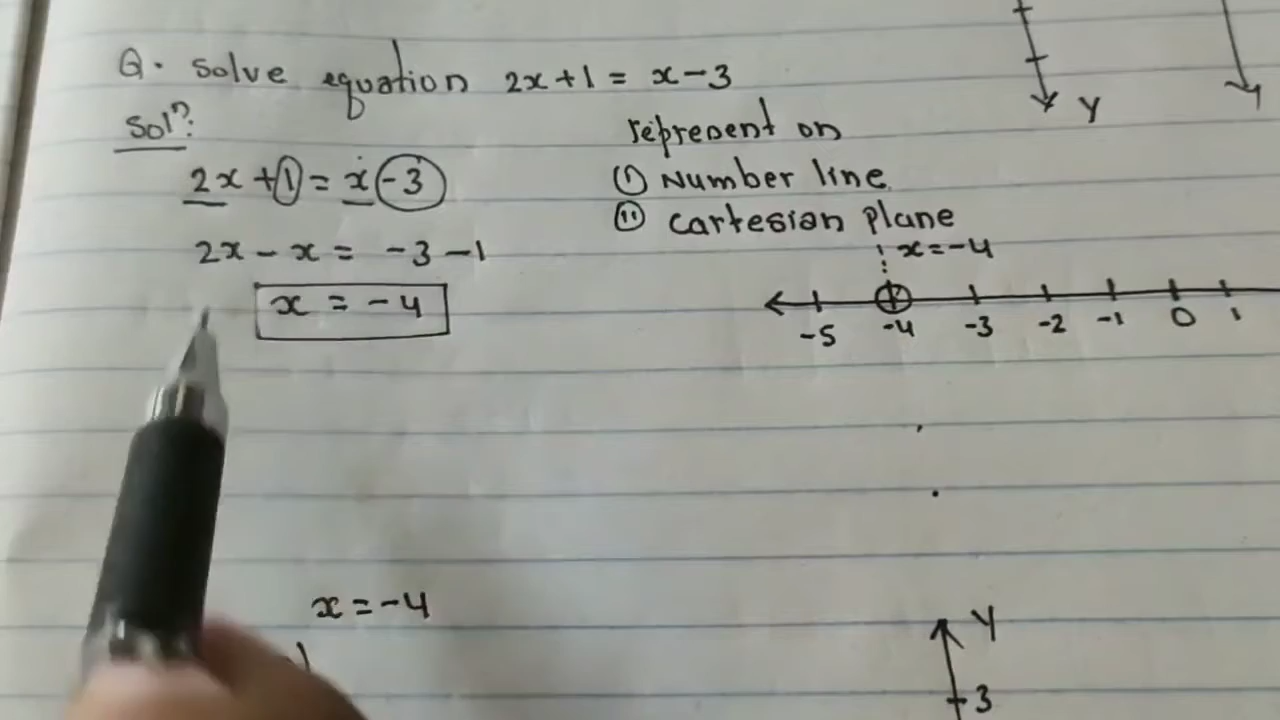 Q. Solve equation 2x+1 = x-3
Sol?:
represent on
2x+1 = x-3
(i) Number line
(ii) cartesian plane
2x - x = -3 -1
x = -4
x=-4
-5 -4 -3 -2 -1 0 1
Y
x = -4
Y
3